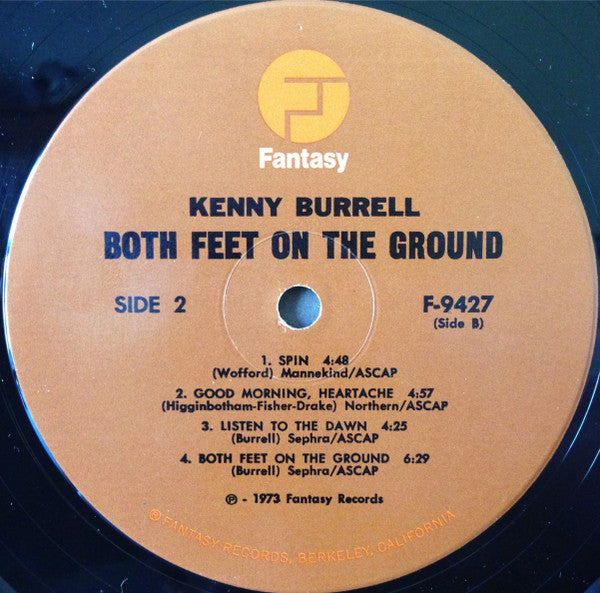 Fantasy
KENNY BURRELL
BOTH FEET ON THE GROUND
SIDE 2
F-9427
(Side B)
1. SPIN 4:48
(Wofford) Mannekind/ASCAP
2. GOOD MORNING, HEARTACHE 4:57
(Higginbotham-Fisher-Drake) Northern/ASCAP
3. LISTEN TO THE DAWN 4:25
(Burrell) Sephra/ASCAP
4. BOTH FEET ON THE GROUND 6:29
(Burrell) Sephra/ASCAP
℗ - 1973 Fantasy Records
® FANTASY RECORDS, BERKELEY, CALIFORNIA